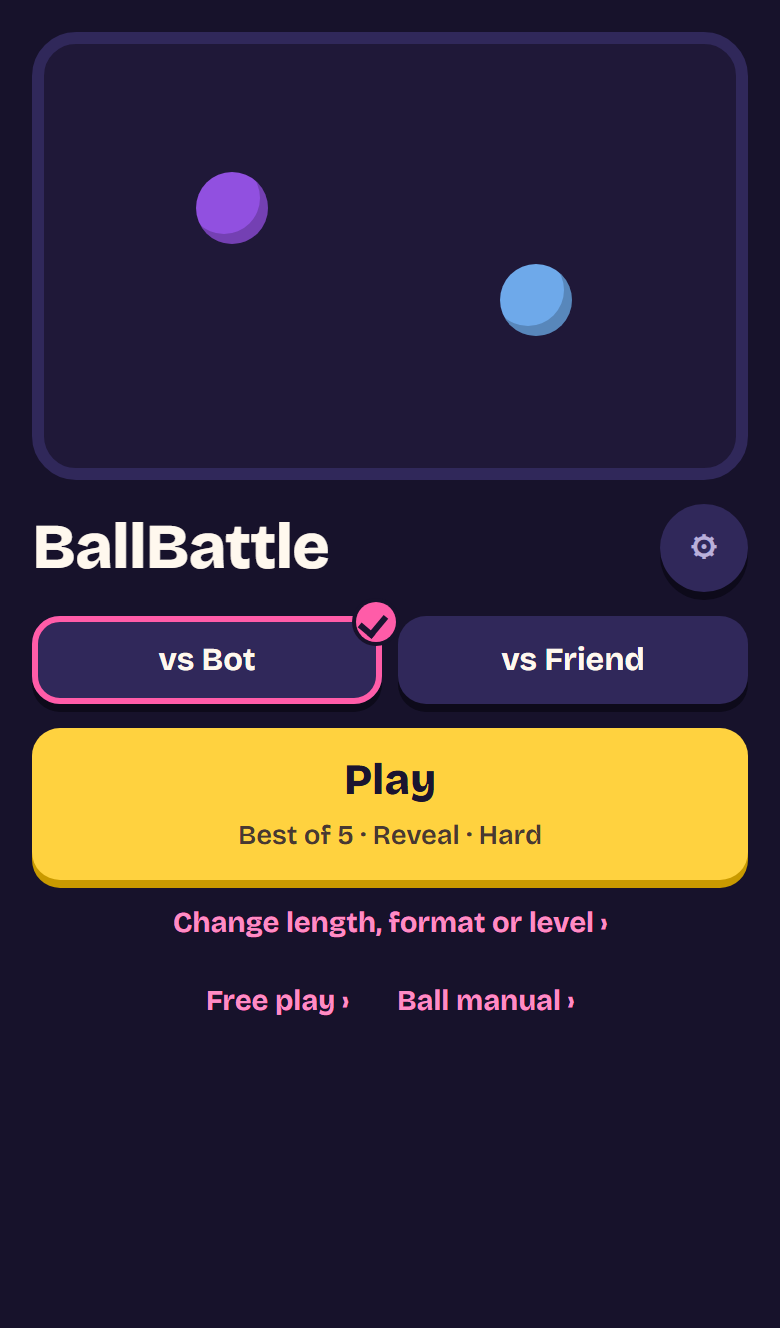 BallBattle
vs Bot
vs Friend
Play
Best of 5 · Reveal · Hard
Change length, format or level ›
Free play ›
Ball manual ›